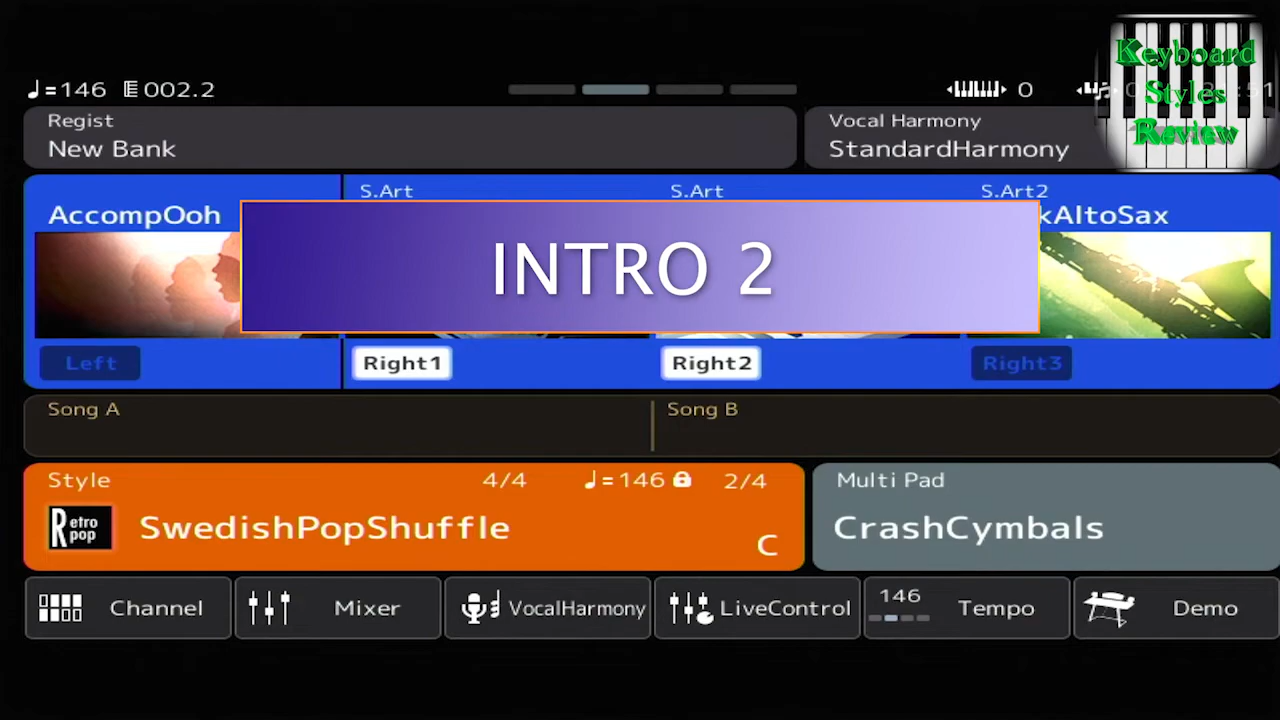 =146 002.2
0
Keyboard
Styles
Review
Regist
New Bank
Vocal Harmony
StandardHarmony
S.Art
S.Art
S.Art2
AccompOoh
kAltoSax
INTRO 2
Left
Right1
Right2
Right3
Song A
Song B
Style
4/4
=146
2/4
Retro
pop
SwedishPopShuffle
C
Multi Pad
CrashCymbals
Channel
Mixer
VocalHarmony
LiveControl
146
Tempo
Demo